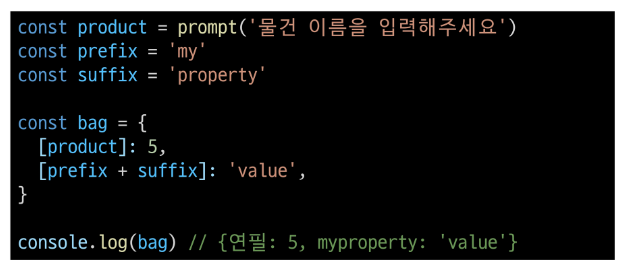 const product = prompt('물건 이름을 입력해주세요')
const prefix = 'my'
const suffix = 'property'

const bag = {
  [product]: 5,
  [prefix + suffix]: 'value',
}

console.log(bag) // {연필: 5, myproperty: 'value'}